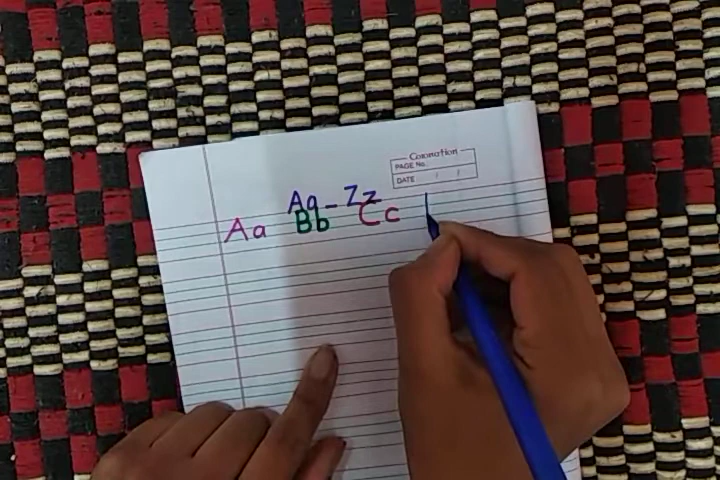 Coronation
PAGE No.
DATE / /
Aa - Zz
Aa Bb Cc